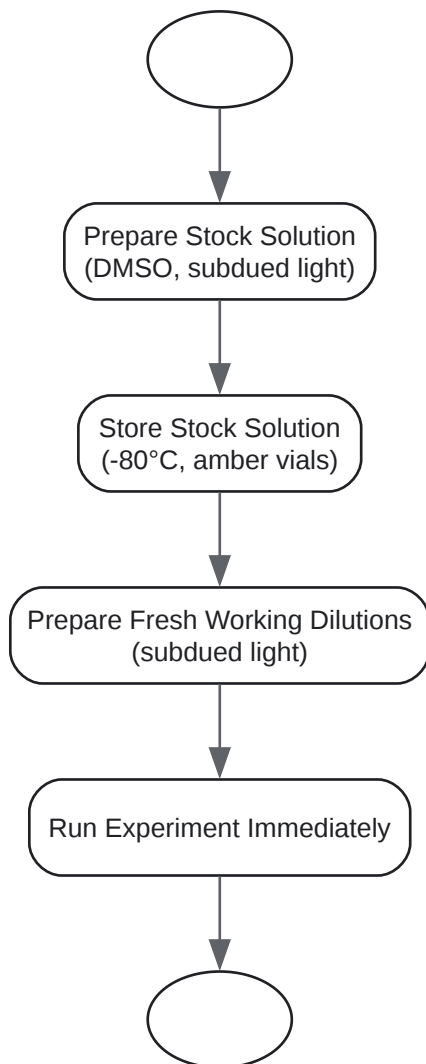 Prepare Stock Solution
(DMSO, subdued light)
Store Stock Solution
(-80°C, amber vials)
Prepare Fresh Working Dilutions
(subdued light)
Run Experiment Immediately